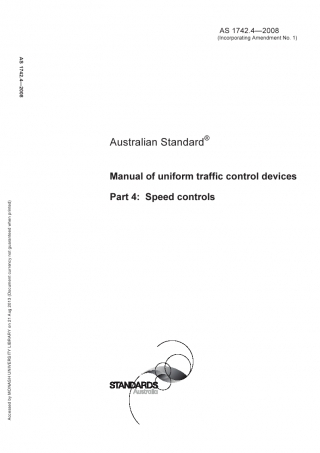 AS 1742.4—2008
(Incorporating Amendment No. 1)
AS 1742.4—2008
Australian Standard®
Manual of uniform traffic control devices
Part 4: Speed controls
Accessed by MONASH UNIVERSITY LIBRARY on 21 Aug 2012 (Document currency not guaranteed when printed)
STANDARDS
Australia